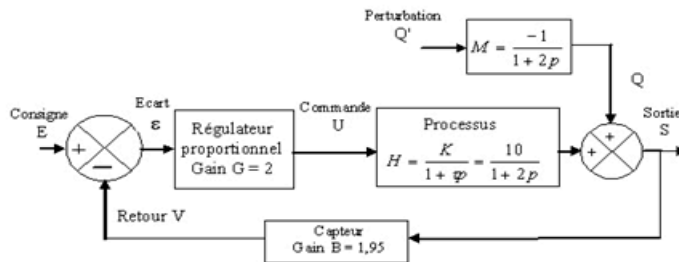 Perturbation
Q'
M = -1 / 1 + 2p
Q
Consigne
E
Ecart
ε
Régulateur
proportionnel
Gain G = 2
Commande
U
Processus
H = K / 1 + τp = 10 / 1 + 2p
Sortie
S
+
−
+
+
Retour V
Capteur
Gain B = 1,95